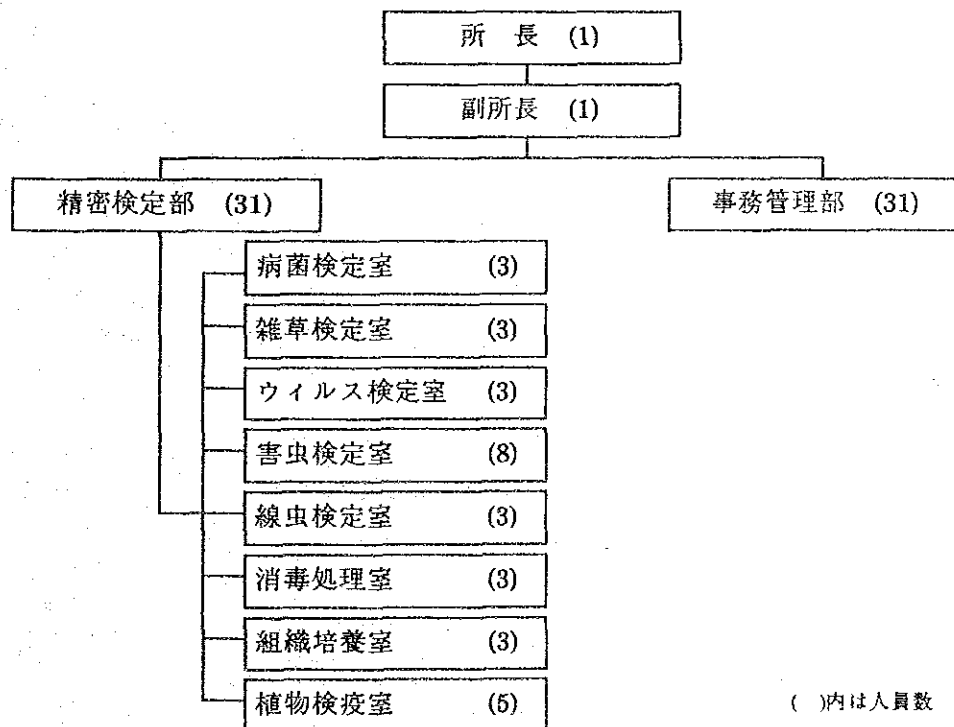 所 長 (1)
副所長 (1)
精密検定部 (31)
事務管理部 (31)
病菌検定室 (3)
雑草検定室 (3)
ウィルス検定室 (3)
害虫検定室 (8)
線虫検定室 (3)
消毒処理室 (3)
組織培養室 (3)
植物検疫室 (5)
( )内は人員数